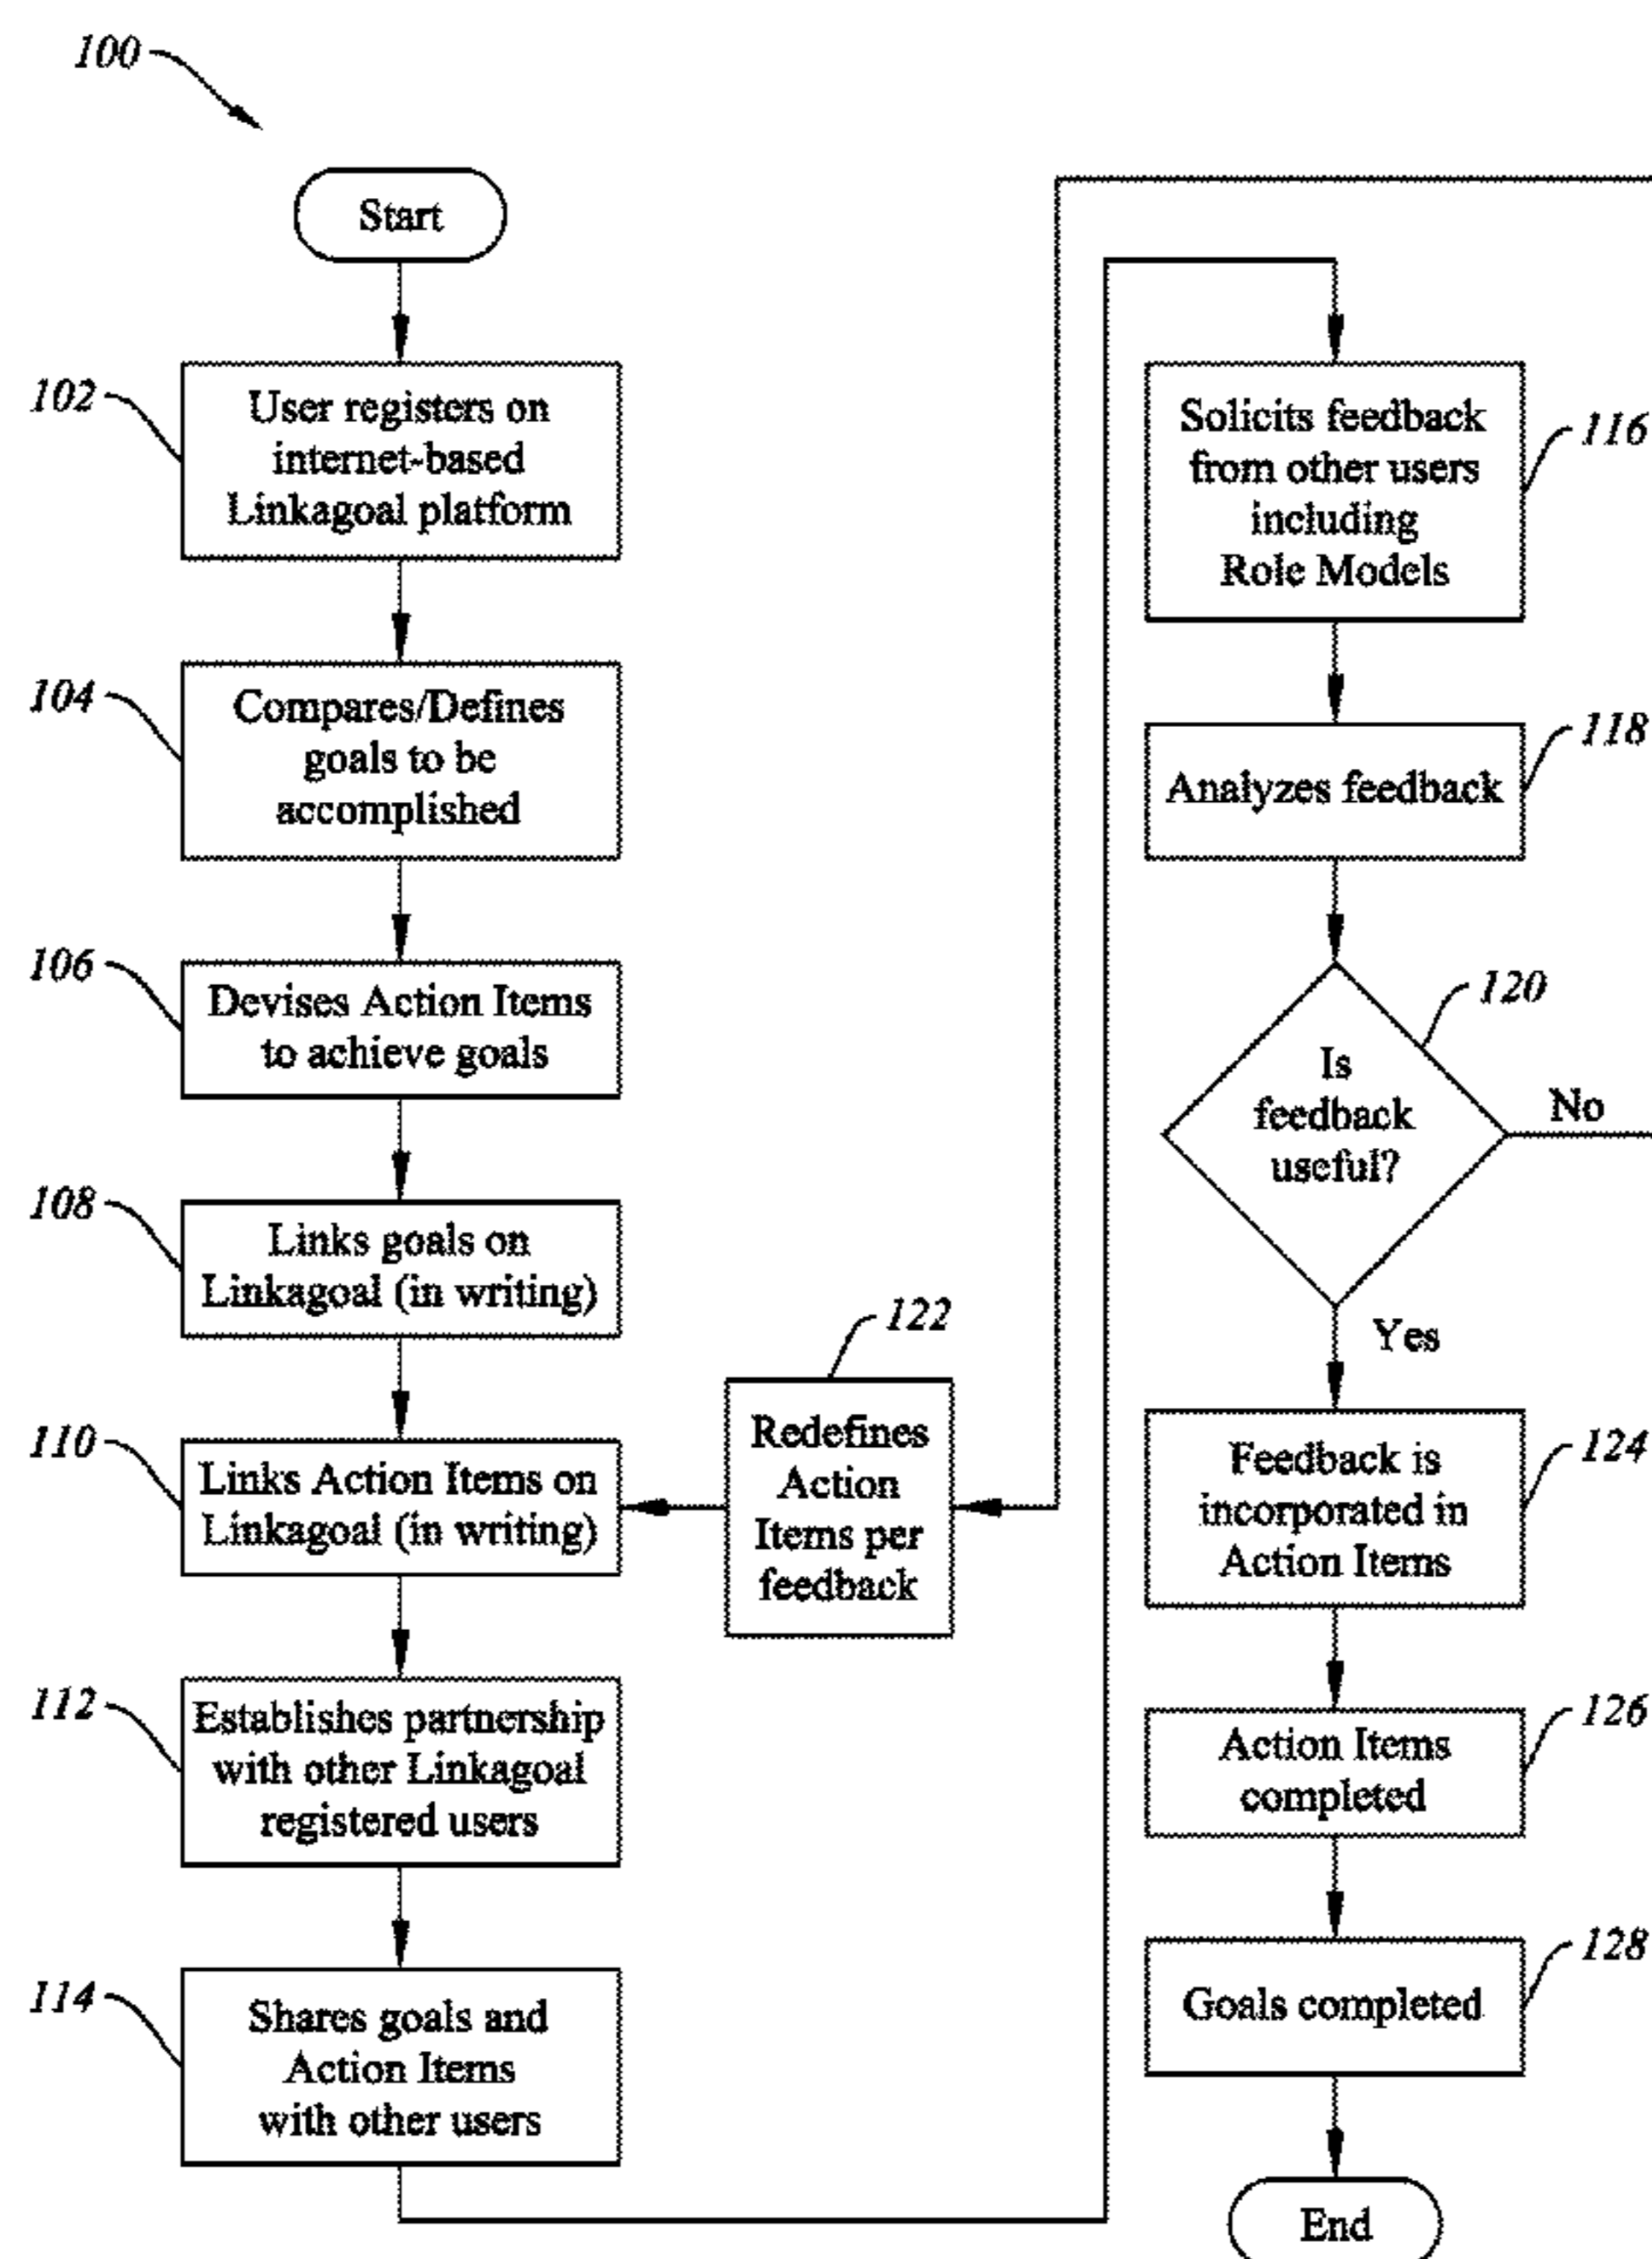 100
Start
102
User registers on
internet-based
Linkagoal platform
104
Compares/Defines
goals to be
accomplished
106
Devises Action Items
to achieve goals
108
Links goals on
Linkagoal (in writing)
110
Links Action Items on
Linkagoal (in writing)
122
Redefines
Action
Items per
feedback
112
Establishes partnership
with other Linkagoal
registered users
114
Shares goals and
Action Items
with other users
116
Solicits feedback
from other users
including
Role Models
118
Analyzes feedback
120
Is
feedback
useful?
No
Yes
124
Feedback is
incorporated in
Action Items
126
Action Items
completed
128
Goals completed
End